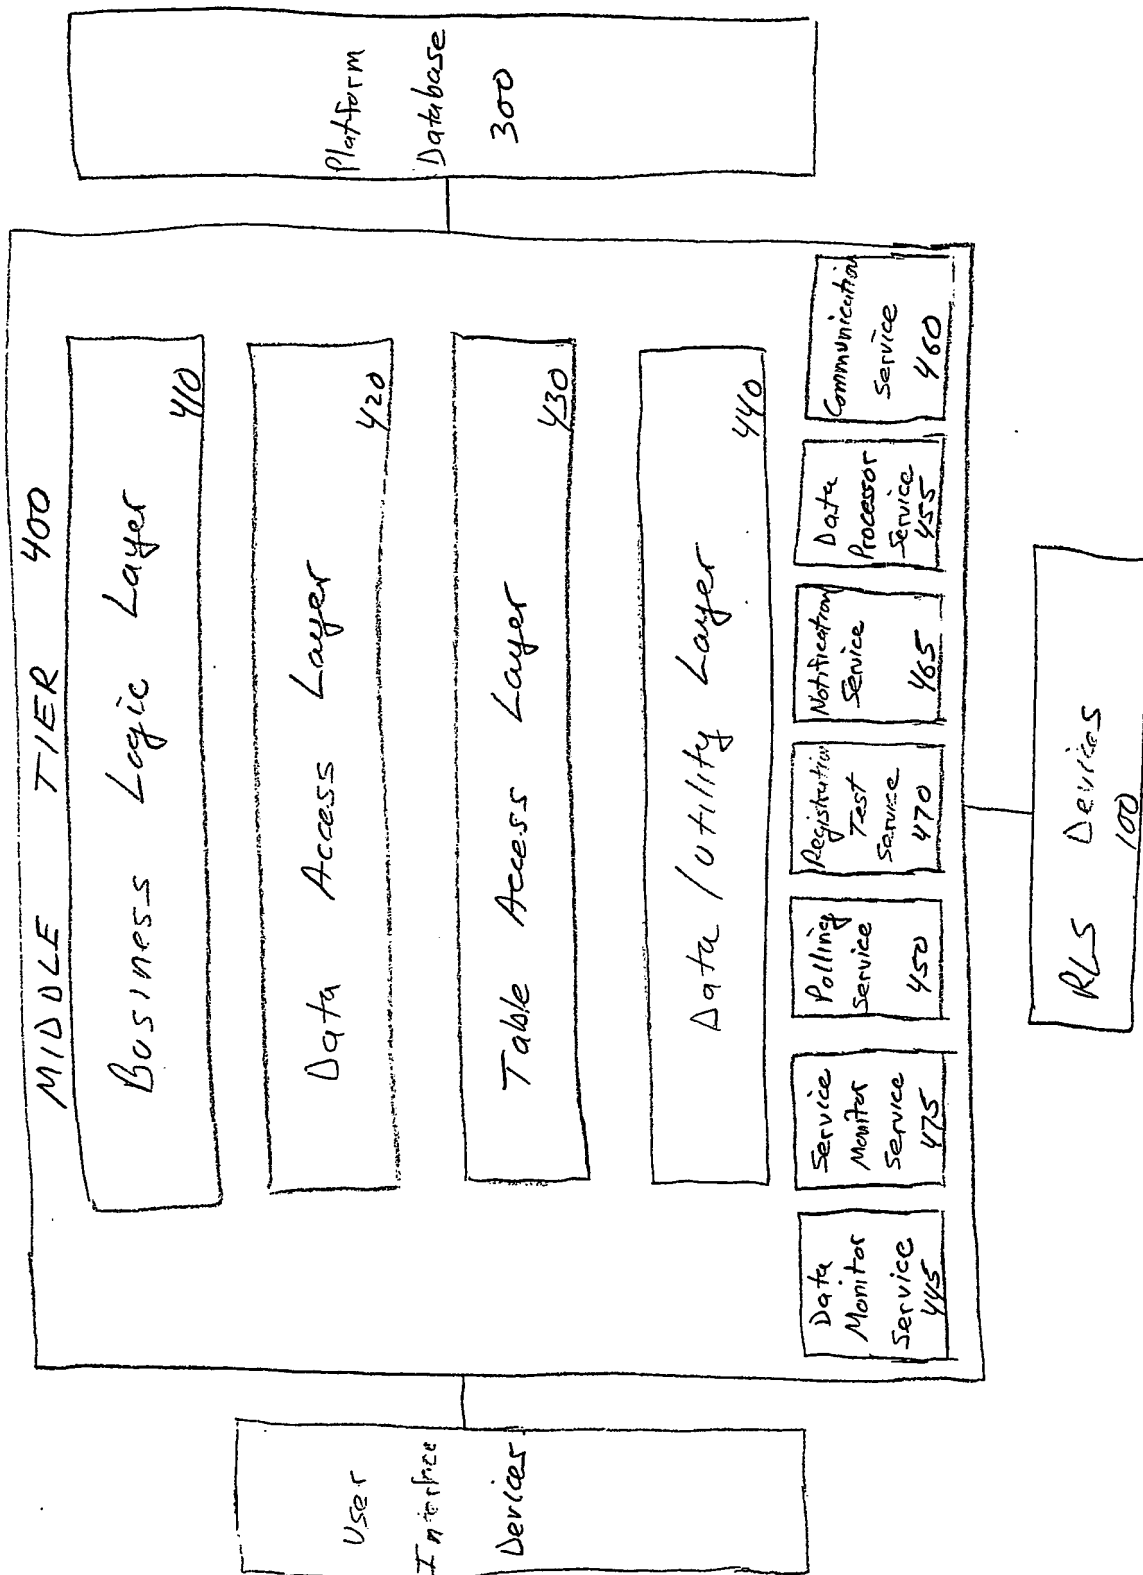 MIDDLE TIER 400
Business Logic Layer
410
Data Access Layer
420
Table Access Layer
430
Data / Utility Layer
440
Data
Monitor
Service
445
Service
Monitor
Service
475
Polling
Service
450
Registration
Test
Service
470
Notification
Service
465
Data
Processor
Service
455
Communication
Service
460
User
Interface
Devices
Platform
Database
300
RLS Devices
100